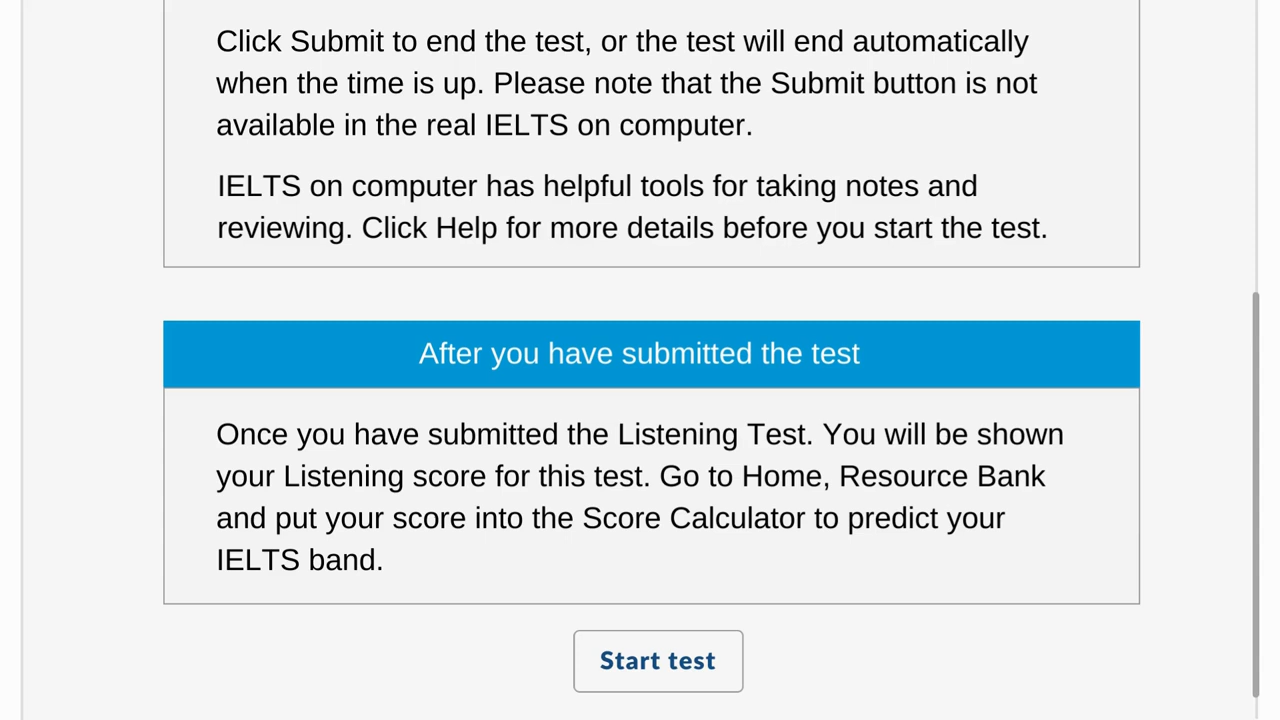 Click Submit to end the test, or the test will end automatically
when the time is up. Please note that the Submit button is not
available in the real IELTS on computer.
IELTS on computer has helpful tools for taking notes and
reviewing. Click Help for more details before you start the test.
After you have submitted the test
Once you have submitted the Listening Test. You will be shown
your Listening score for this test. Go to Home, Resource Bank
and put your score into the Score Calculator to predict your
IELTS band.
Start test